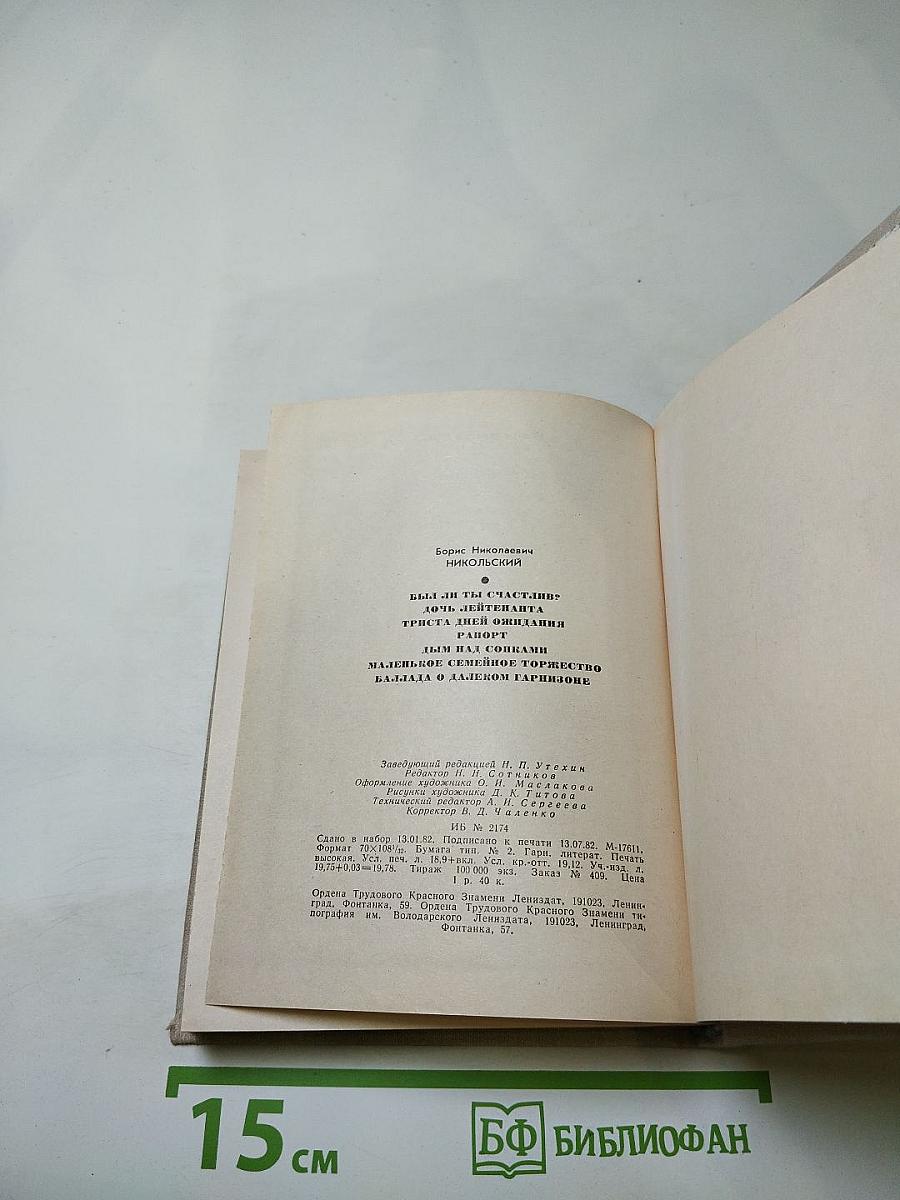 Борис Николаевич
НИКОЛЬСКИЙ
БЫЛ ЛИ ТЫ СЧАСТЛИВ?
ДОЧЬ ЛЕЙТЕНАНТА
ТРИСТА ДНЕЙ ОЖИДАНИЯ
РАПОРТ
ДЫМ НАД СОПКАМИ
МАЛЕНЬКОЕ СЕМЕЙНОЕ ТОРЖЕСТВО
БАЛЛАДА О ДАЛЕКОМ ГАРНИЗОНЕ
Заведующий редакцией Н. П. Утехин
Редактор Н. Н. Сотников
Оформление художника О. И. Маслакова
Рисунки художника Д. К. Титова
Технический редактор А. И. Сергеева
Корректор В. Д. Чаленко
ИБ № 2174
Сдано в набор 13.01.82. Подписано к печати 13.07.82. М-17611.
Формат 70×108¹/₃₂. Бумага тип. № 2. Гарн. литерат. Печать
высокая. Усл. печ. л. 18,9+вкл. Усл. кр.-отт. 19,12. Уч.-изд. л.
19,75+0,03=19,78. Тираж 100 000 экз. Заказ № 409. Цена
1 р. 40 к.
Ордена Трудового Красного Знамени Лениздат, 191023, Ленин-
град, Фонтанка, 59. Ордена Трудового Красного Знамени ти-
пография им. Володарского Лениздата, 191023, Ленинград,
Фонтанка, 57.
15 см
БФ БИБЛИОФАН